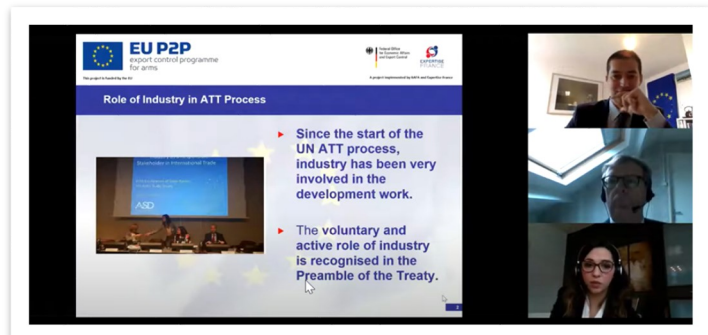 EU P2P
export control programme
for arms
This project is funded by the EU
Federal Office
for Economic Affairs
and Export Control
EXPERTISE
FRANCE
A project implemented by BAFA and Expertise France
Role of Industry in ATT Process
Since the start of the
UN ATT process,
industry has been very
involved in the
development work.
ASD
The voluntary and
active role of industry
is recognised in the
Preamble of the Treaty.